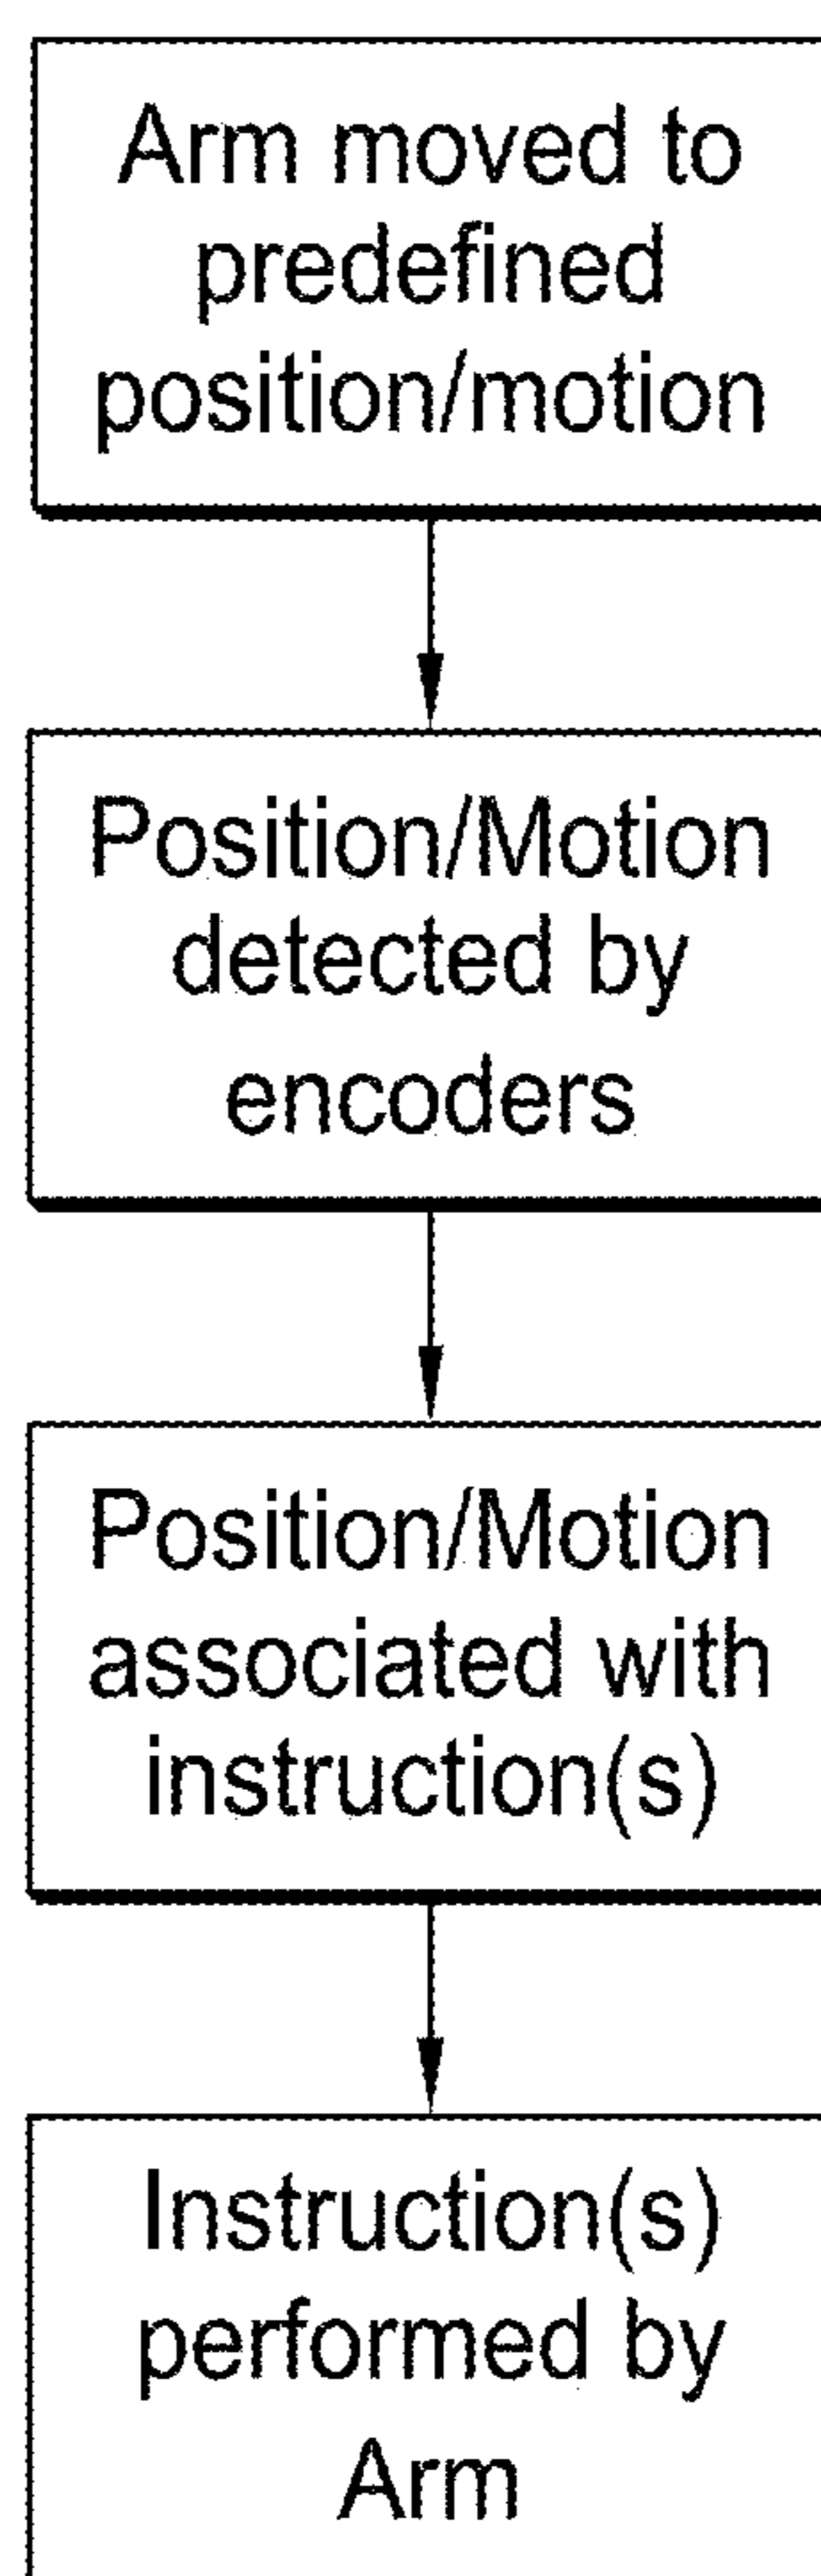 Arm moved to
predefined
position/motion
Position/Motion
detected by
encoders
Position/Motion
associated with
instruction(s)
Instruction(s)
performed by
Arm